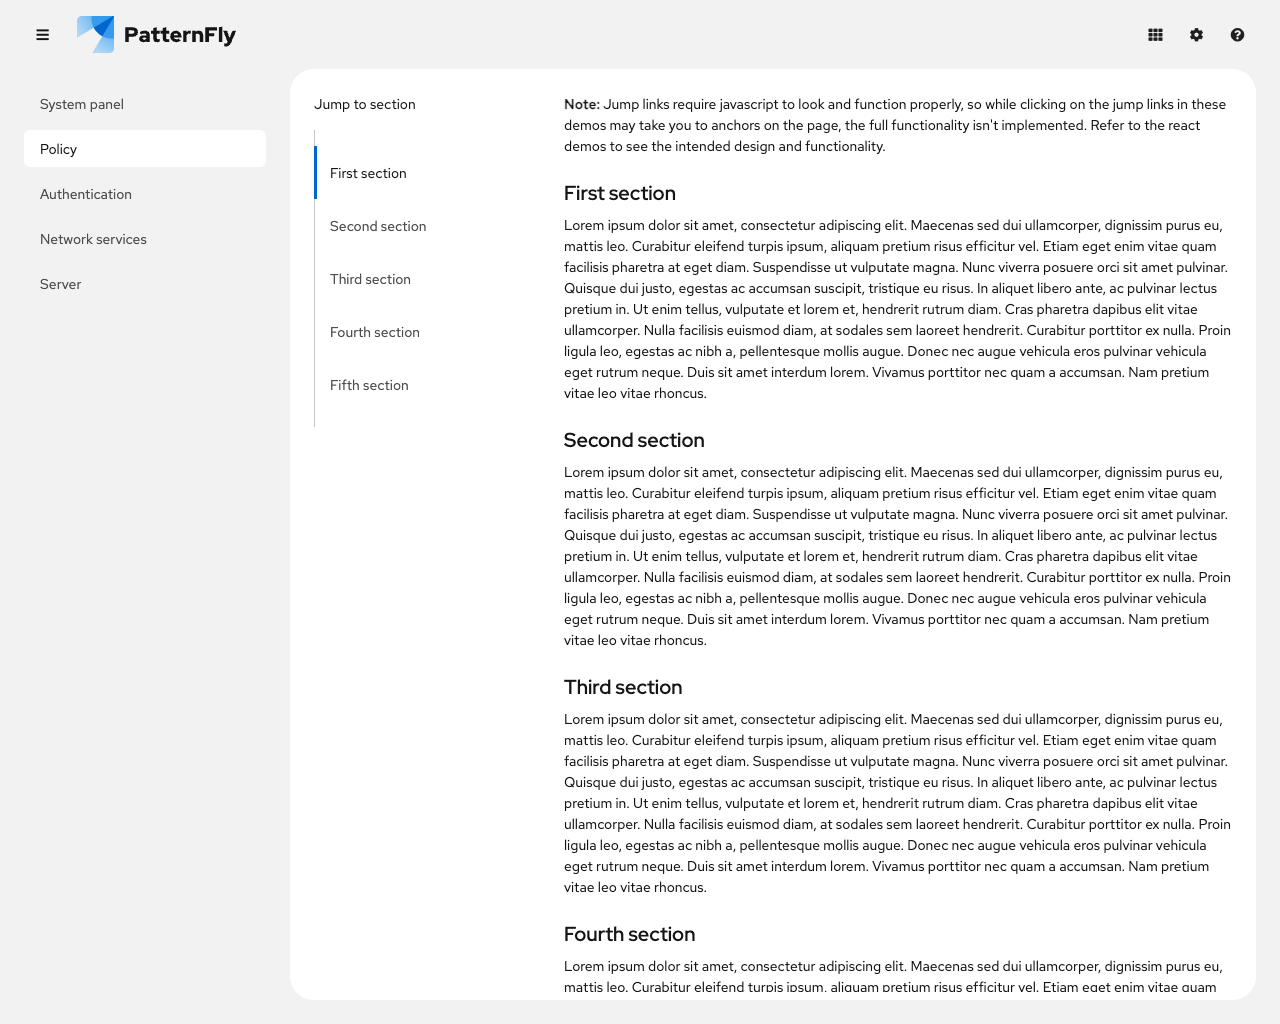 PatternFly
System panel
Policy
Authentication
Network services
Server
Jump to section
First section
Second section
Third section
Fourth section
Fifth section
Note: Jump links require javascript to look and function properly, so while clicking on the jump links in these
demos may take you to anchors on the page, the full functionality isn't implemented. Refer to the react
demos to see the intended design and functionality.
First section
Lorem ipsum dolor sit amet, consectetur adipiscing elit. Maecenas sed dui ullamcorper, dignissim purus eu,
mattis leo. Curabitur eleifend turpis ipsum, aliquam pretium risus efficitur vel. Etiam eget enim vitae quam
facilisis pharetra at eget diam. Suspendisse ut vulputate magna. Nunc viverra posuere orci sit amet pulvinar.
Quisque dui justo, egestas ac accumsan suscipit, tristique eu risus. In aliquet libero ante, ac pulvinar lectus
pretium in. Ut enim tellus, vulputate et lorem et, hendrerit rutrum diam. Cras pharetra dapibus elit vitae
ullamcorper. Nulla facilisis euismod diam, at sodales sem laoreet hendrerit. Curabitur porttitor ex nulla. Proin
ligula leo, egestas ac nibh a, pellentesque mollis augue. Donec nec augue vehicula eros pulvinar vehicula
eget rutrum neque. Duis sit amet interdum lorem. Vivamus porttitor nec quam a accumsan. Nam pretium
vitae leo vitae rhoncus.
Second section
Lorem ipsum dolor sit amet, consectetur adipiscing elit. Maecenas sed dui ullamcorper, dignissim purus eu,
mattis leo. Curabitur eleifend turpis ipsum, aliquam pretium risus efficitur vel. Etiam eget enim vitae quam
facilisis pharetra at eget diam. Suspendisse ut vulputate magna. Nunc viverra posuere orci sit amet pulvinar.
Quisque dui justo, egestas ac accumsan suscipit, tristique eu risus. In aliquet libero ante, ac pulvinar lectus
pretium in. Ut enim tellus, vulputate et lorem et, hendrerit rutrum diam. Cras pharetra dapibus elit vitae
ullamcorper. Nulla facilisis euismod diam, at sodales sem laoreet hendrerit. Curabitur porttitor ex nulla. Proin
ligula leo, egestas ac nibh a, pellentesque mollis augue. Donec nec augue vehicula eros pulvinar vehicula
eget rutrum neque. Duis sit amet interdum lorem. Vivamus porttitor nec quam a accumsan. Nam pretium
vitae leo vitae rhoncus.
Third section
Lorem ipsum dolor sit amet, consectetur adipiscing elit. Maecenas sed dui ullamcorper, dignissim purus eu,
mattis leo. Curabitur eleifend turpis ipsum, aliquam pretium risus efficitur vel. Etiam eget enim vitae quam
facilisis pharetra at eget diam. Suspendisse ut vulputate magna. Nunc viverra posuere orci sit amet pulvinar.
Quisque dui justo, egestas ac accumsan suscipit, tristique eu risus. In aliquet libero ante, ac pulvinar lectus
pretium in. Ut enim tellus, vulputate et lorem et, hendrerit rutrum diam. Cras pharetra dapibus elit vitae
ullamcorper. Nulla facilisis euismod diam, at sodales sem laoreet hendrerit. Curabitur porttitor ex nulla. Proin
ligula leo, egestas ac nibh a, pellentesque mollis augue. Donec nec augue vehicula eros pulvinar vehicula
eget rutrum neque. Duis sit amet interdum lorem. Vivamus porttitor nec quam a accumsan. Nam pretium
vitae leo vitae rhoncus.
Fourth section
Lorem ipsum dolor sit amet, consectetur adipiscing elit. Maecenas sed dui ullamcorper, dignissim purus eu,
mattis leo. Curabitur eleifend turpis ipsum, aliquam pretium risus efficitur vel. Etiam eget enim vitae quam